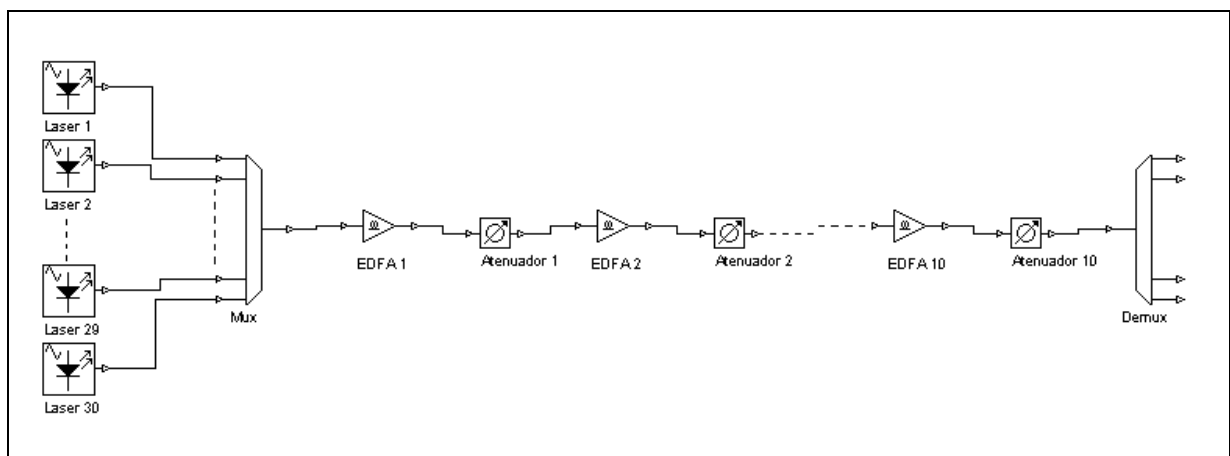 Laser 1
Laser 2
Laser 29
Laser 30
Mux
EDFA 1
Atenuador 1
EDFA 2
Atenuador 2
EDFA 10
Atenuador 10
Demux